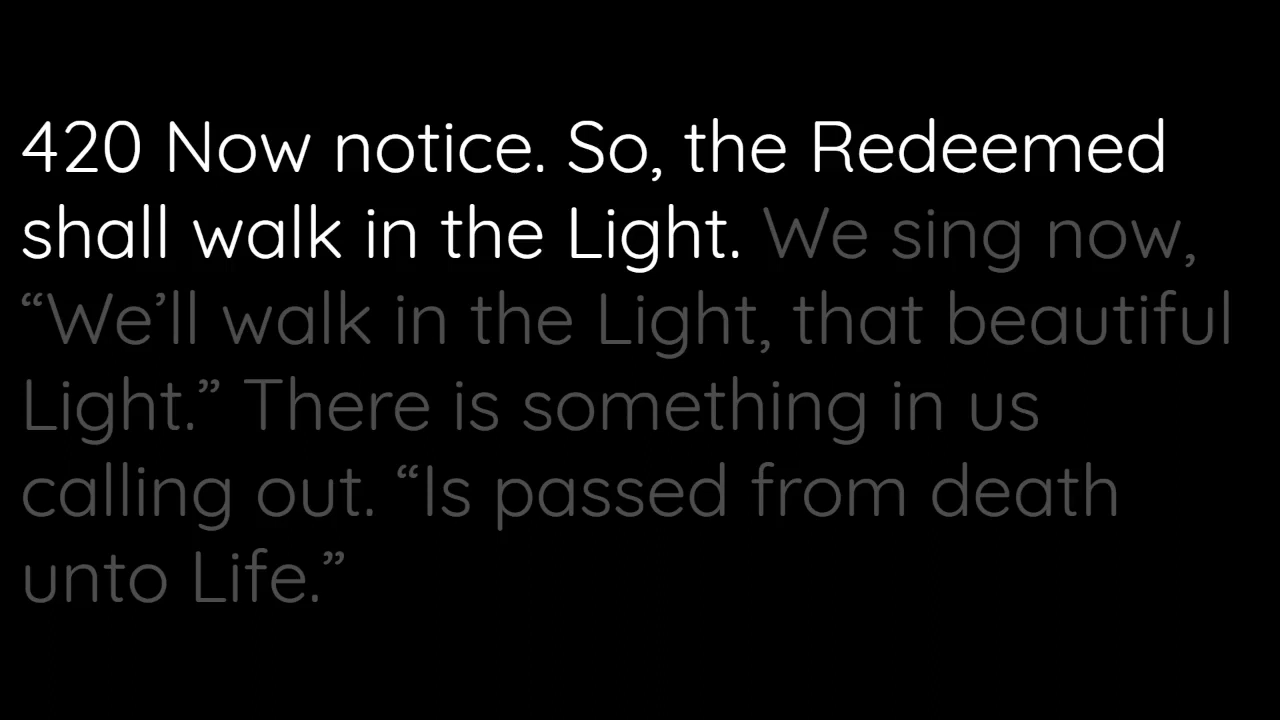 420 Now notice. So, the Redeemed
shall walk in the Light. We sing now,
“We’ll walk in the Light, that beautiful
Light.” There is something in us
calling out. “Is passed from death
unto Life.”